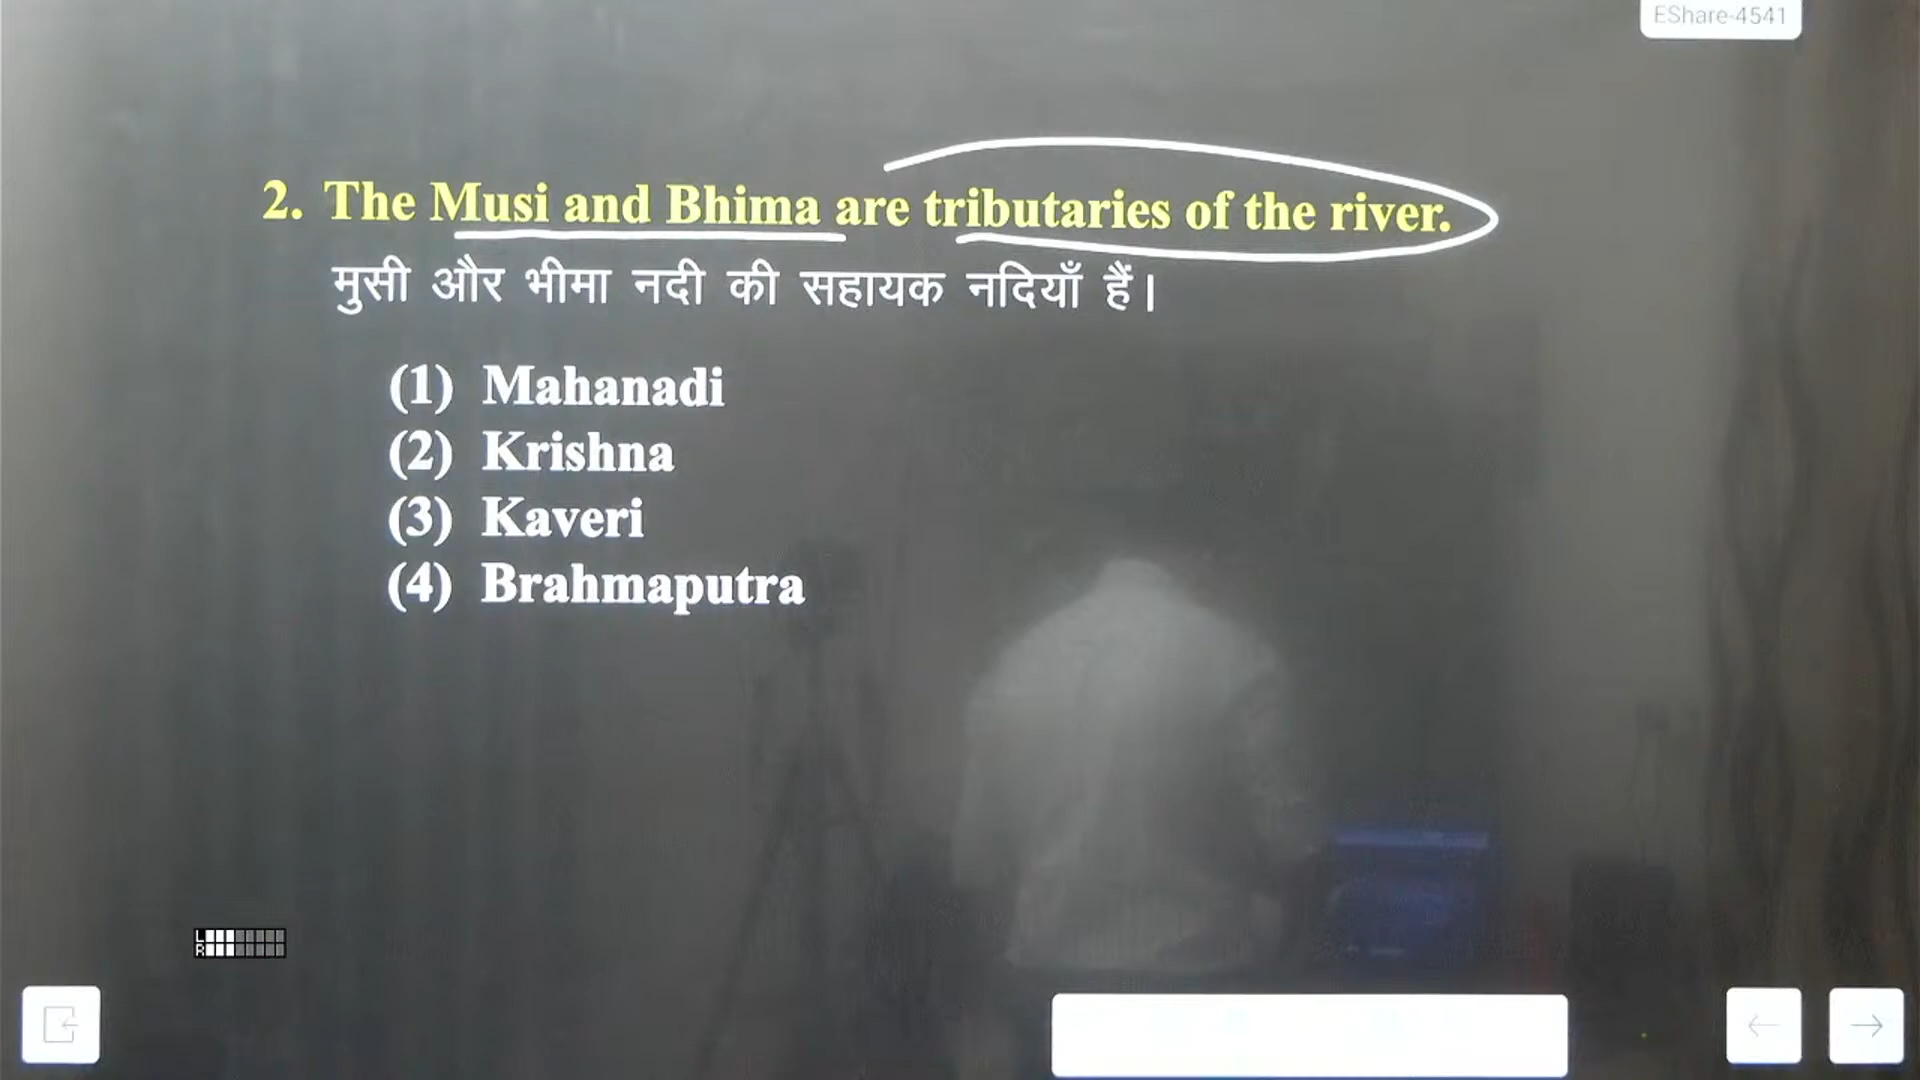 EShare-4541
2. The Musi and Bhima are tributaries of the river.
मुसी और भीमा नदी की सहायक नदियाँ हैं।
(1) Mahanadi
(2) Krishna
(3) Kaveri
(4) Brahmaputra
L
R